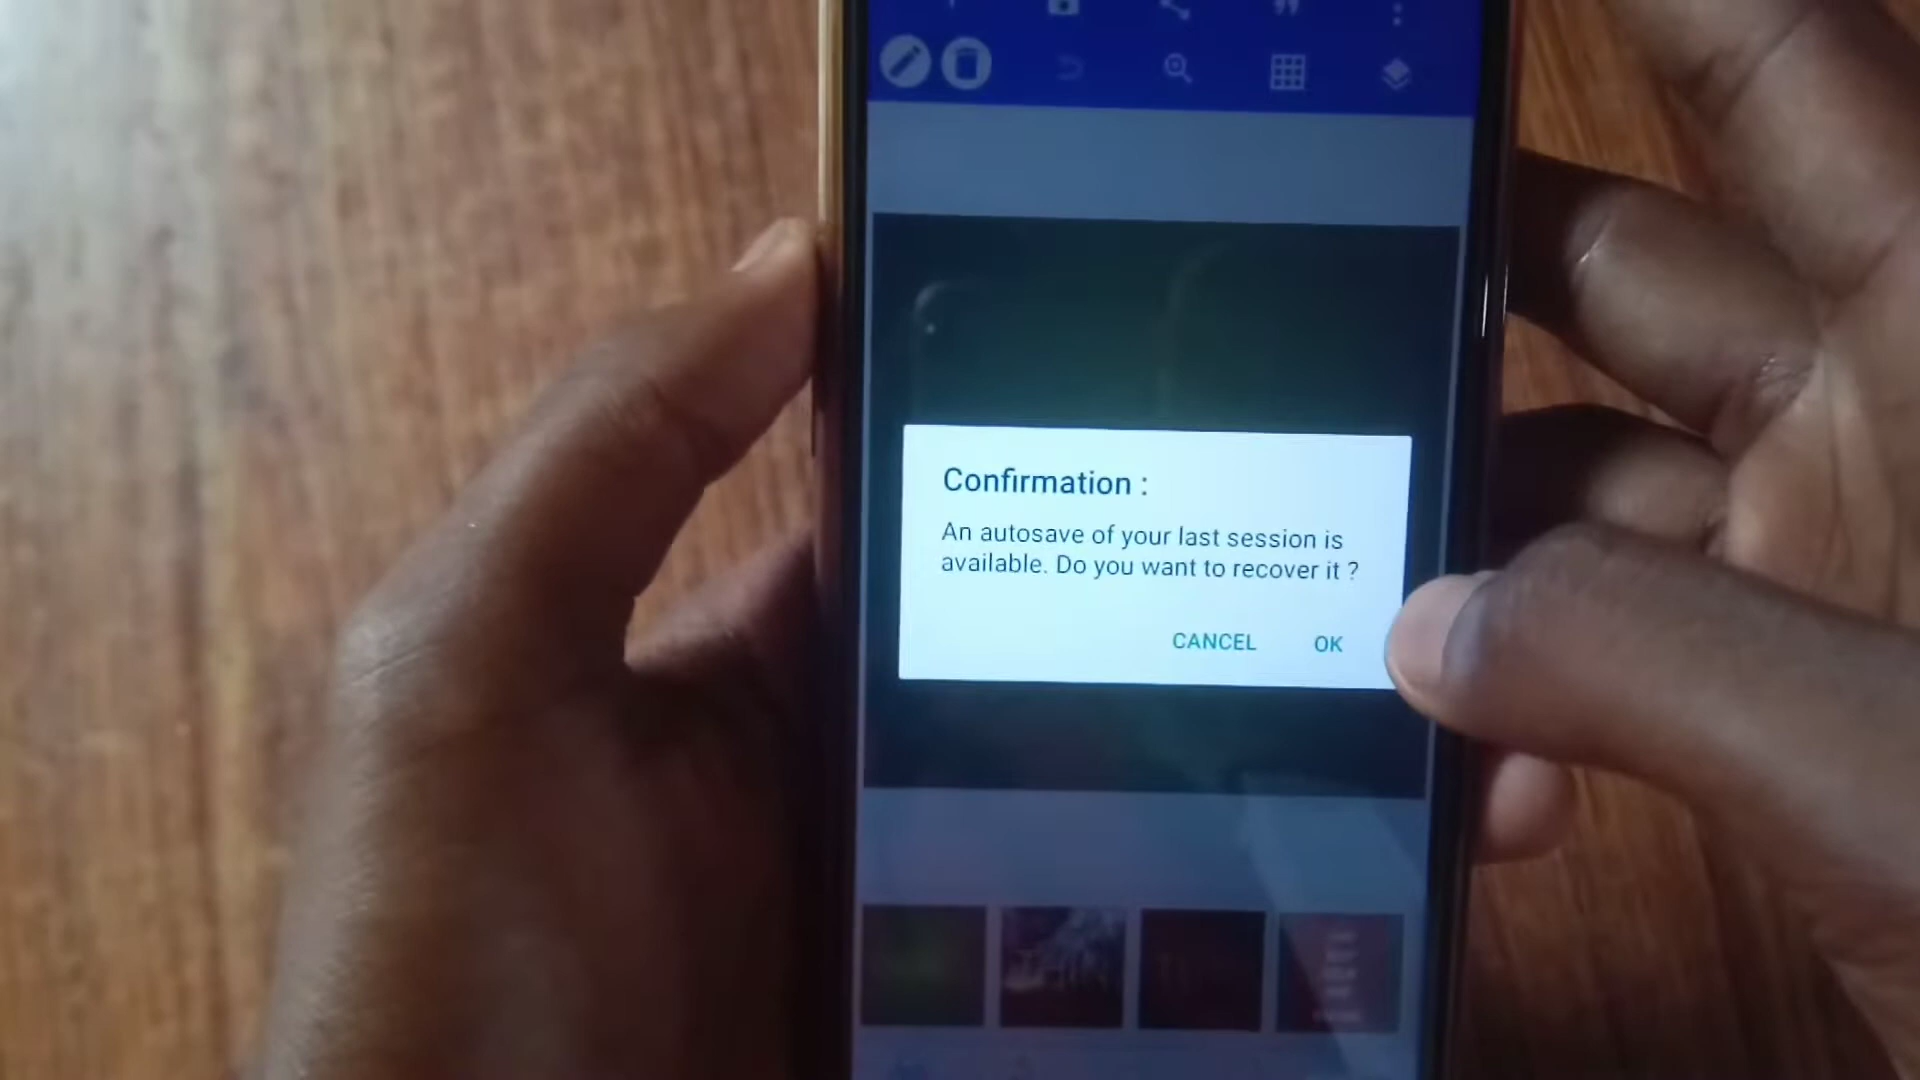 Confirmation :
An autosave of your last session is
available. Do you want to recover it ?
CANCEL OK